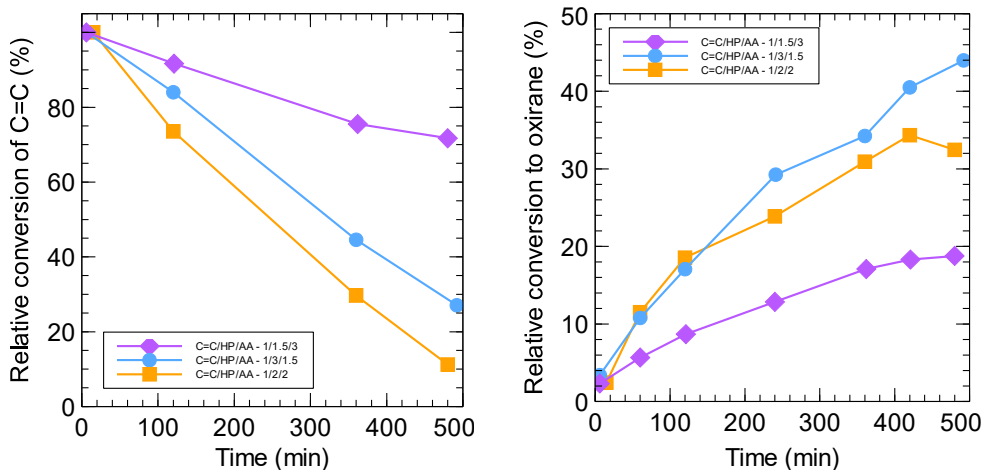 Relative conversion of C=C (%)
80
60
40
20
0
C=C/HP/AA - 1/1.5/3
C=C/HP/AA - 1/3/1.5
C=C/HP/AA - 1/2/2
0 100 200 300 400 500
Time (min)
Relative conversion to oxirane (%)
50
40
30
20
10
0
C=C/HP/AA - 1/1.5/3
C=C/HP/AA - 1/3/1.5
C=C/HP/AA - 1/2/2
0 100 200 300 400 500
Time (min)